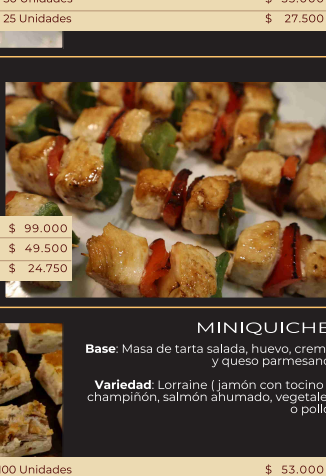 25 Unidades $ 27.500
$ 99.000
$ 49.500
$ 24.750
MINIQUICHE
Base: Masa de tarta salada, huevo, crem
y queso parmesano
Variedad: Lorraine ( jamón con tocino
champiñón, salmón ahumado, vegetale
o pollo
100 Unidades $ 53.000